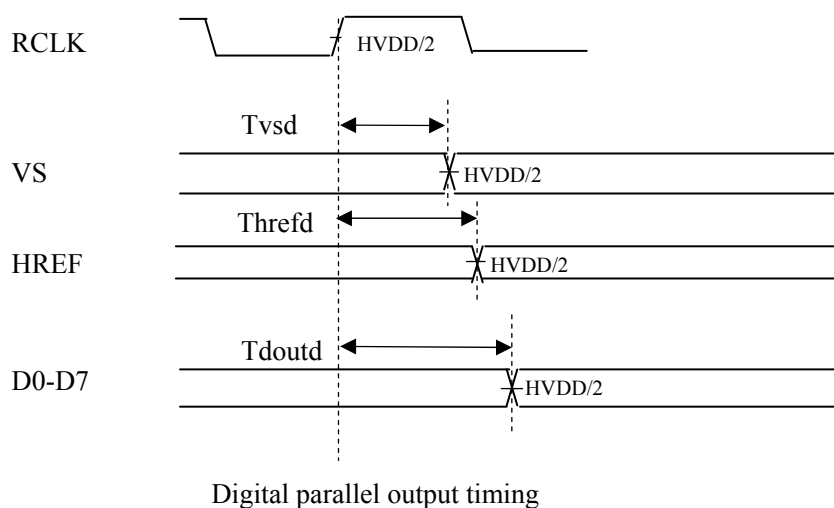 RCLK
HVDD/2
Tvsd
VS
HVDD/2
Threfd
HREF
HVDD/2
Tdoutd
D0-D7
HVDD/2
Digital parallel output timing